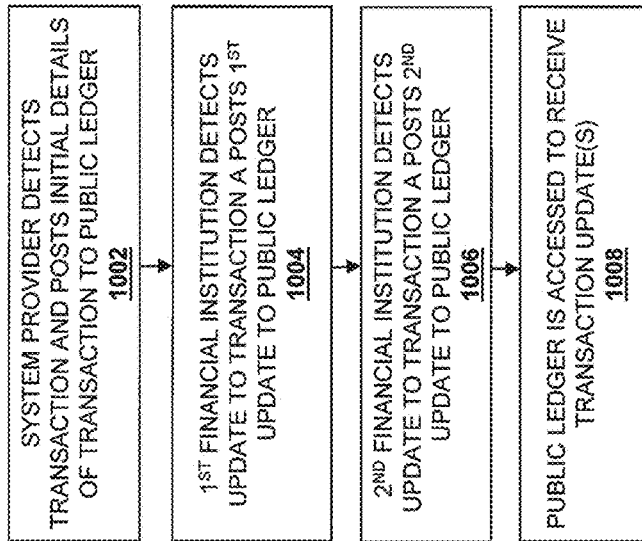 SYSTEM PROVIDER DETECTS
TRANSACTION AND POSTS INITIAL DETAILS
OF TRANSACTION TO PUBLIC LEDGER
1002
1ST FINANCIAL INSTITUTION DETECTS
UPDATE TO TRANSACTION A POSTS 1ST
UPDATE TO PUBLIC LEDGER
1004
2ND FINANCIAL INSTITUTION DETECTS
UPDATE TO TRANSACTION A POSTS 2ND
UPDATE TO PUBLIC LEDGER
1006
PUBLIC LEDGER IS ACCESSED TO RECEIVE
TRANSACTION UPDATE(S)
1008